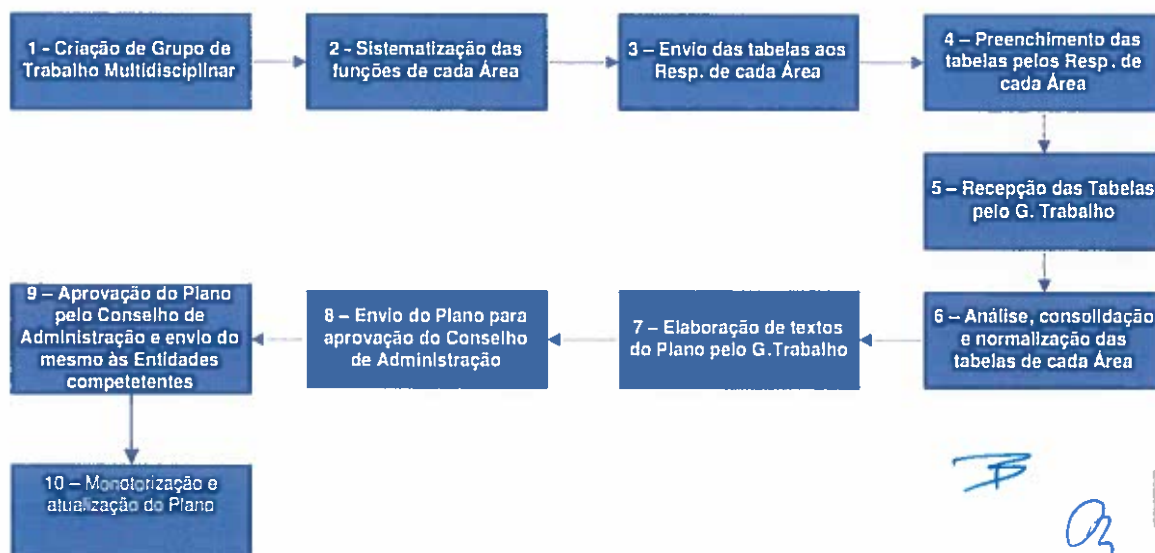 1 - Criação de Grupo de
Trabalho Multidisciplinar
2 - Sistematização das
funções de cada Área
3 – Envio das tabelas aos
Resp. de cada Área
4 – Preenchimento das
tabelas pelos Resp. de
cada Área
5 – Recepção das Tabelas
pelo G. Trabalho
6 – Análise, consolidação
e normalização das
tabelas de cada Área
7 – Elaboração de textos
do Plano pelo G.Trabalho
8 – Envio do Plano para
aprovação do Conselho
de Administração
9 – Aprovação do Plano
pelo Conselho de
Administração e envio do
mesmo às Entidades
competetentes
10 – Monotorização e
atualização do Plano